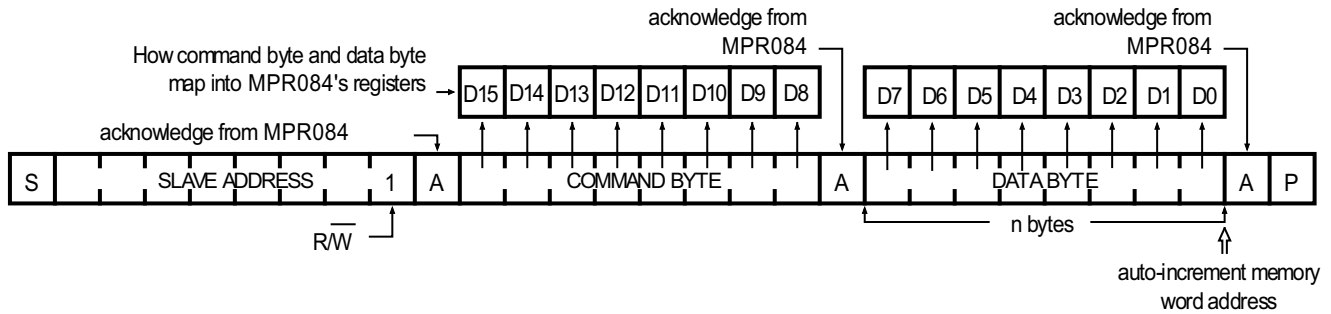 acknowledge from
MPR084
acknowledge from
MPR084
How command byte and data byte
map into MPR084's registers
D15 D14 D13 D12 D11 D10 D9 D8
D7 D6 D5 D4 D3 D2 D1 D0
acknowledge from MPR084
S SLAVE ADDRESS 1 A COMMAND BYTE A DATA BYTE A P
R/W̅
n bytes
auto-increment memory
word address